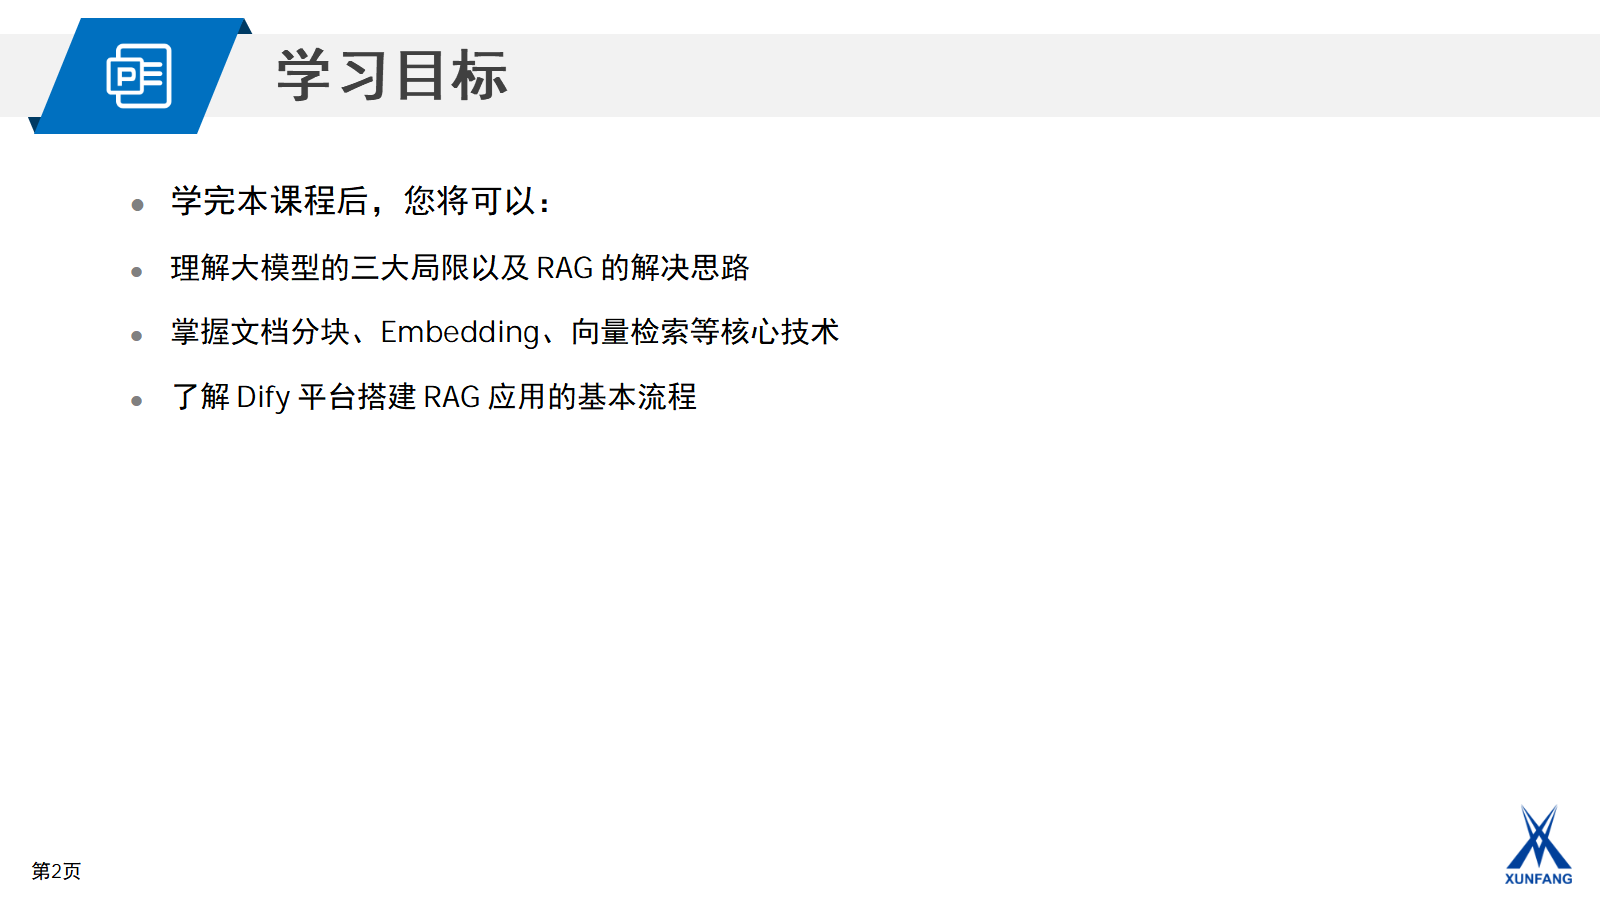 学习目标
学完本课程后，您将可以：
理解大模型的三大局限以及 RAG 的解决思路
掌握文档分块、Embedding、向量检索等核心技术
了解 Dify 平台搭建 RAG 应用的基本流程
第2页
XUNFANG